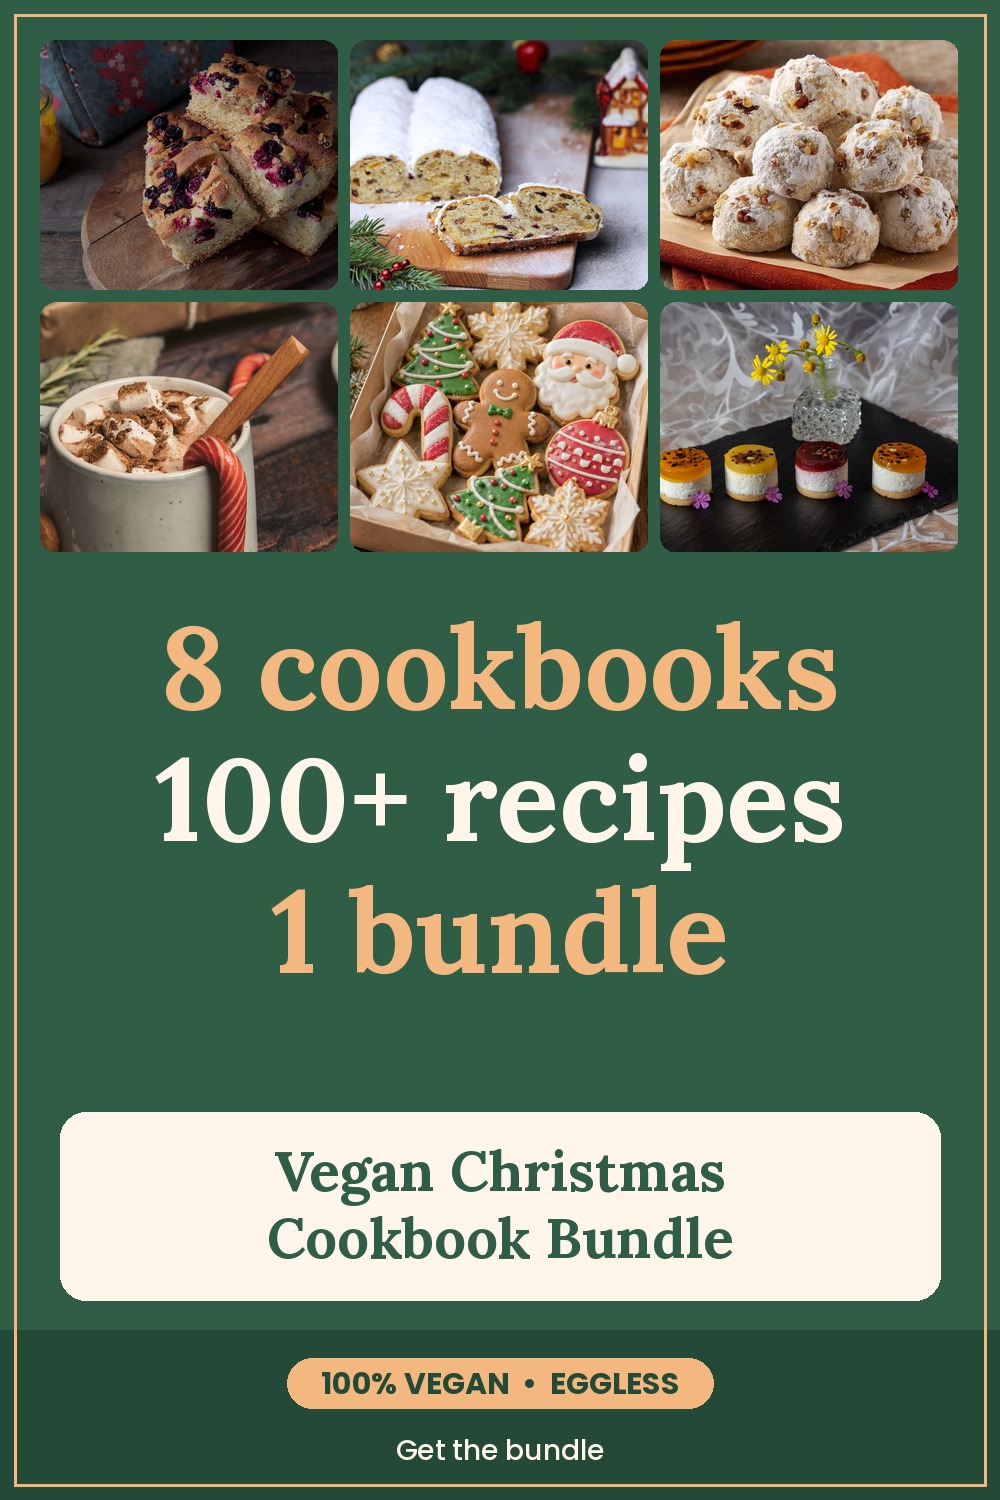 8 cookbooks
100+ recipes
1 bundle
Vegan Christmas
Cookbook Bundle
100% VEGAN • EGGLESS
Get the bundle